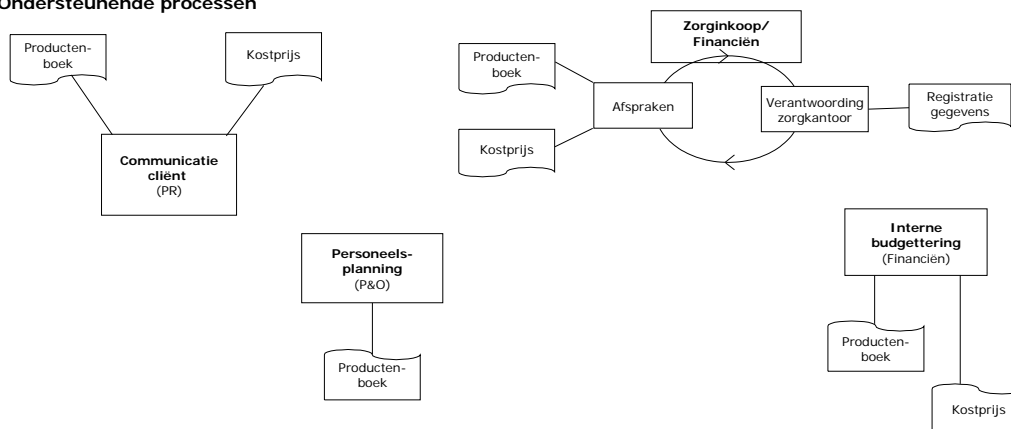 Ondersteunende processen
Producten-
boek
Kostprijs
Communicatie
cliënt
(PR)
Zorginkoop/
Financiën
Producten-
boek
Kostprijs
Afspraken
Verantwoording
zorgkantoor
Registratie
gegevens
Personeels-
planning
(P&O)
Producten-
boek
Interne
budgettering
(Financiën)
Producten-
boek
Kostprijs